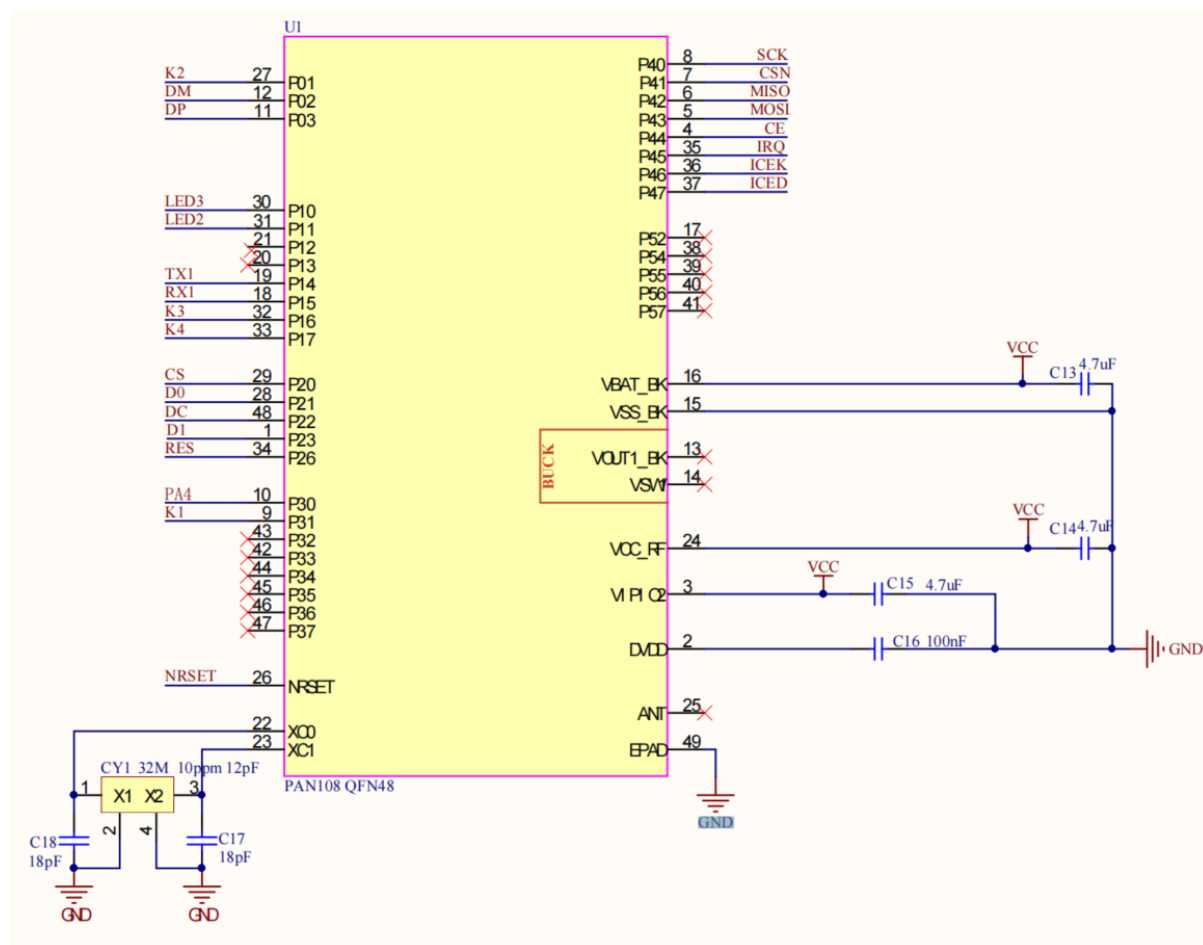 U1
K2 27 P01
DM 12 P02
DP 11 P03
LED3 30 P10
LED2 31 P11
21 P12
20 P13
TX1 19 P14
RX1 18 P15
K3 32 P16
K4 33 P17
CS 29 P20
D0 28 P21
DC 48 P22
D1 1 P23
RES 34 P26
PA4 10 P30
K1 9 P31
43 P32
42 P33
44 P34
45 P35
46 P36
47 P37
NRSET 26 NRSET
22 XC0
23 XC1
P40 8 SCK
P41 7 CSN
P42 6 MISO
P43 5 MOSI
P44 4 CE
P45 35 IRQ
P46 36 ICEK
P47 37 ICED
P52 17
P54 38
P55 39
P56 40
P57 41
VCC
C13 4.7uF
VBAT_BK 16
VSS_BK 15
BUCK
VOUT1_BK 13
14
VCC
C14 4.7uF
VCC_RF 24
VCC
C15 4.7uF
3
DVDD 2
C16 100nF
GND
ANT 25
EPAD 49
GND
PAN108 QFN48
CY1 32M 10ppm 12pF
1 X1 X2 3
2 4
C18
18pF
C17
18pF
GND
GND